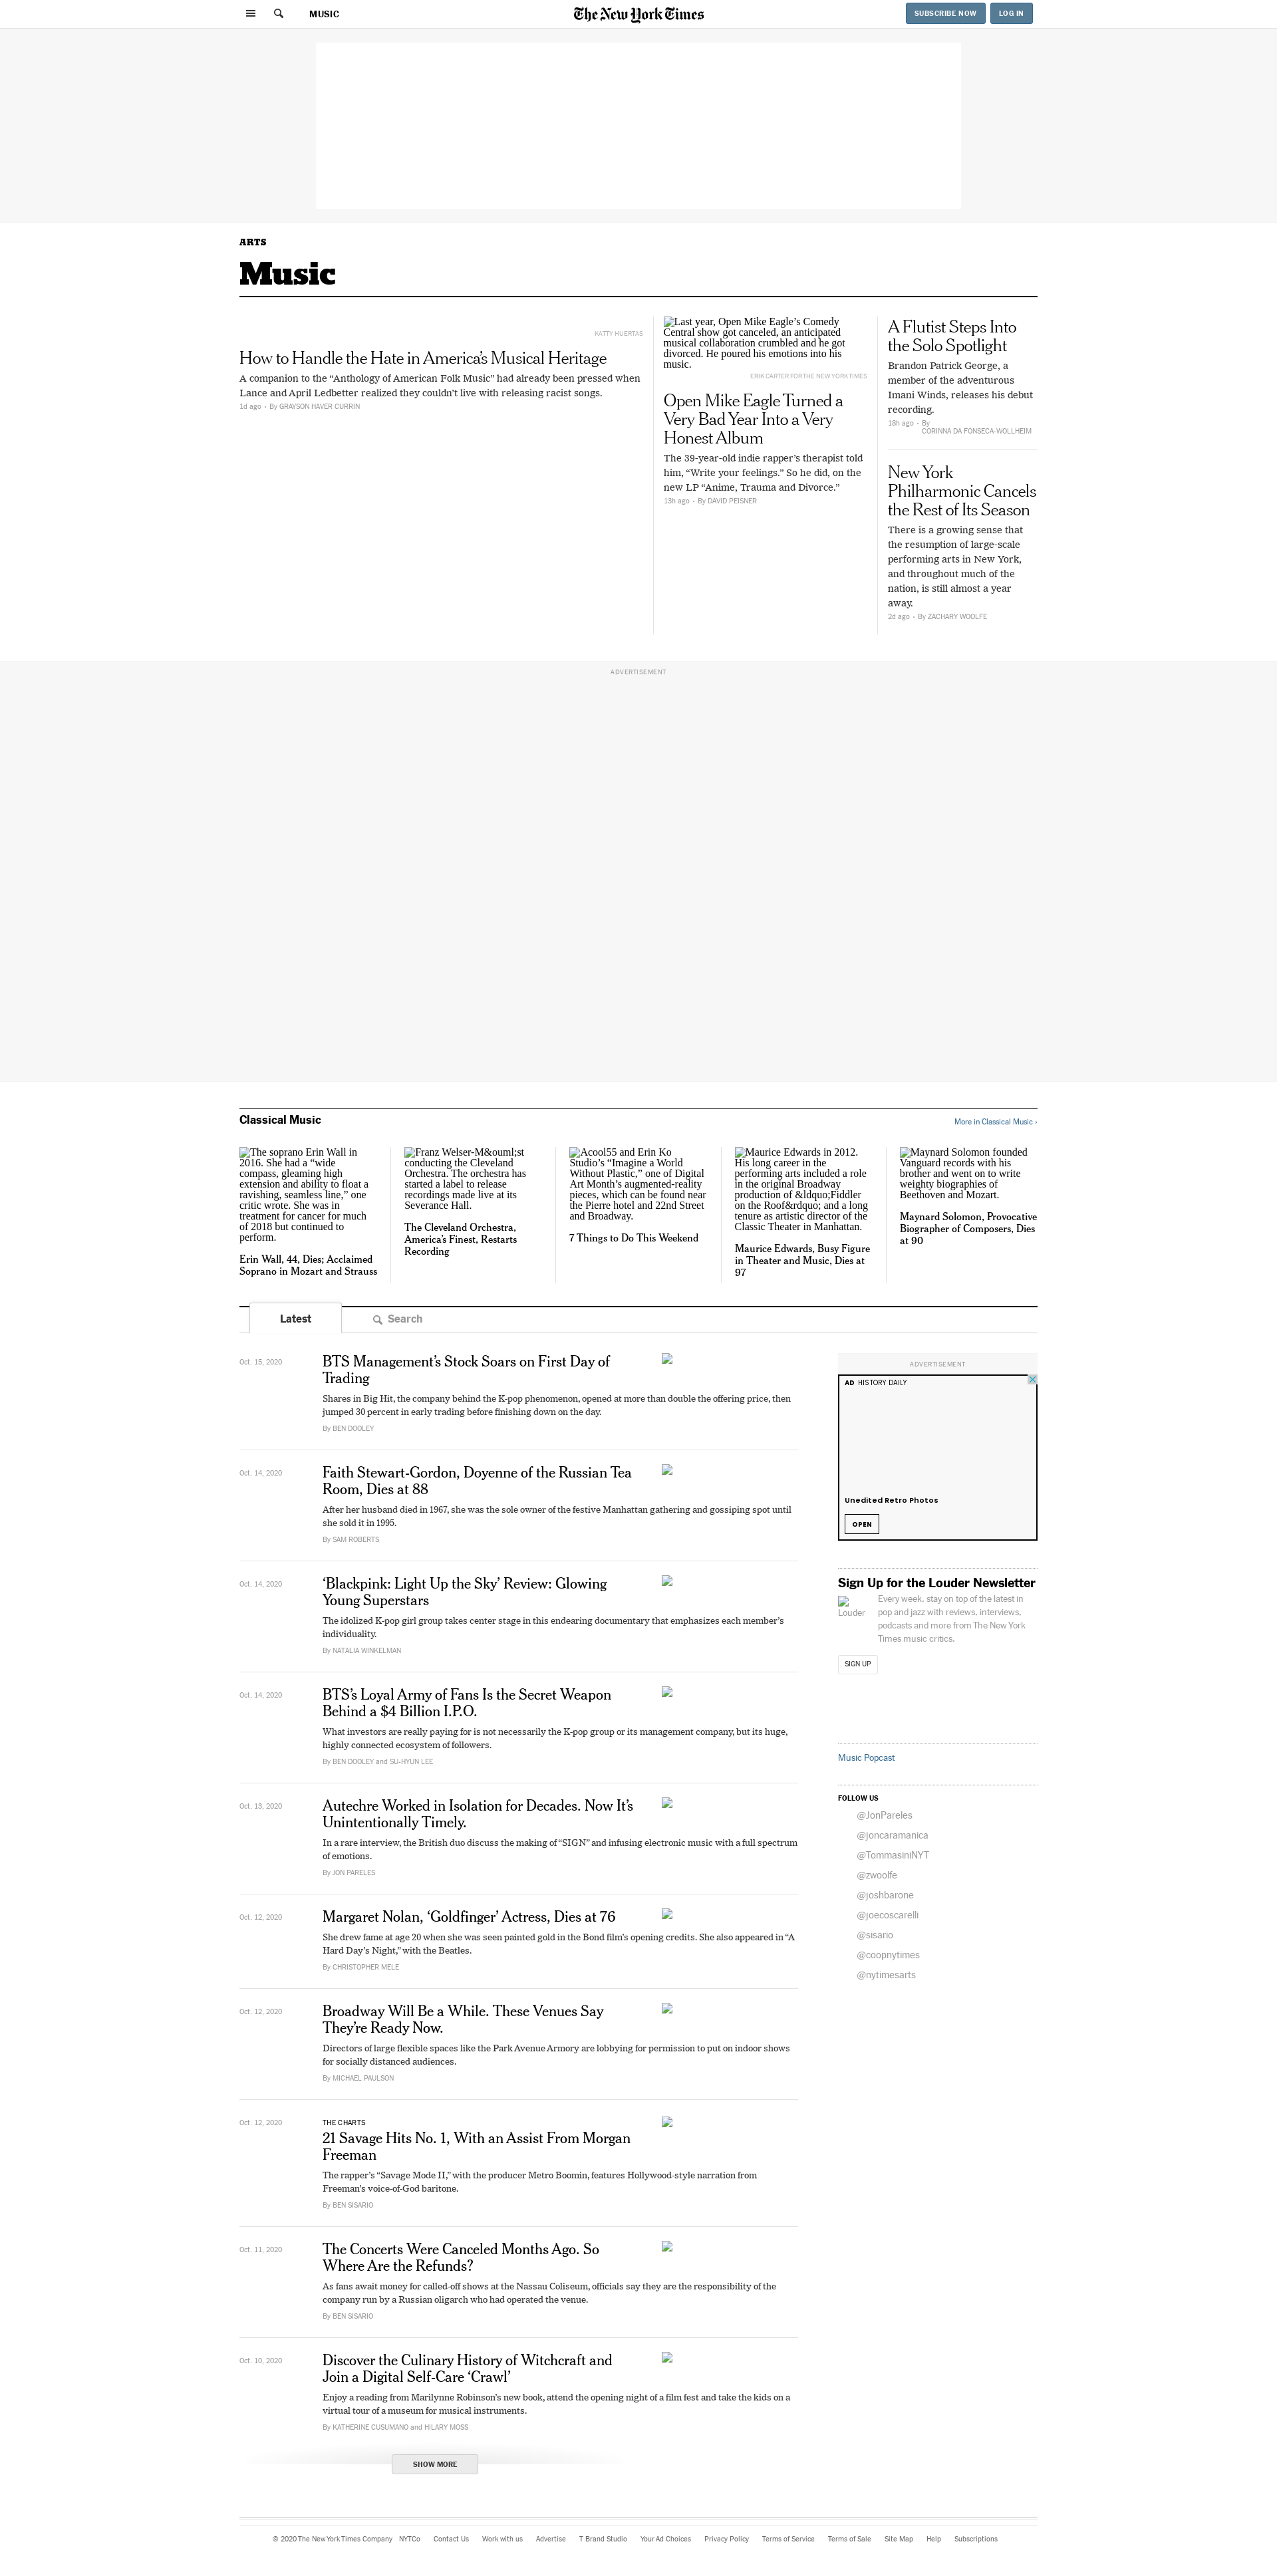 MUSIC
The New York Times
SUBSCRIBE NOW
LOG IN
ARTS
Music
KATTY HUERTAS
How to Handle the Hate in America’s Musical Heritage
A companion to the “Anthology of American Folk Music” had already been pressed when
Lance and April Ledbetter realized they couldn’t live with releasing racist songs.
1d ago • By GRAYSON HAVER CURRIN
Last year, Open Mike Eagle’s Comedy
Central show got canceled, an anticipated
musical collaboration crumbled and he got
divorced. He poured his emotions into his
music.
ERIK CARTER FOR THE NEW YORK TIMES
Open Mike Eagle Turned a
Very Bad Year Into a Very
Honest Album
The 39-year-old indie rapper’s therapist told
him, “Write your feelings.” So he did, on the
new LP “Anime, Trauma and Divorce.”
13h ago • By DAVID PEISNER
A Flutist Steps Into
the Solo Spotlight
Brandon Patrick George, a
member of the adventurous
Imani Winds, releases his debut
recording.
18h ago • By
CORINNA DA FONSECA-WOLLHEIM
New York
Philharmonic Cancels
the Rest of Its Season
There is a growing sense that
the resumption of large-scale
performing arts in New York,
and throughout much of the
nation, is still almost a year
away.
2d ago • By ZACHARY WOOLFE
ADVERTISEMENT
Classical Music
More in Classical Music ›
The soprano Erin Wall in
2016. She had a “wide
compass, gleaming high
extension and ability to float a
ravishing, seamless line,” one
critic wrote. She was in
treatment for cancer for much
of 2018 but continued to
perform.
Erin Wall, 44, Dies; Acclaimed
Soprano in Mozart and Strauss
Franz Welser-M&ouml;st
conducting the Cleveland
Orchestra. The orchestra has
started a label to release
recordings made live at its
Severance Hall.
The Cleveland Orchestra,
America’s Finest, Restarts
Recording
Acool55 and Erin Ko
Studio’s “Imagine a World
Without Plastic,” one of Digital
Art Month’s augmented-reality
pieces, which can be found near
the Pierre hotel and 22nd Street
and Broadway.
7 Things to Do This Weekend
Maurice Edwards in 2012.
His long career in the
performing arts included a role
in the original Broadway
production of &ldquo;Fiddler
on the Roof&rdquo; and a long
tenure as artistic director of the
Classic Theater in Manhattan.
Maurice Edwards, Busy Figure
in Theater and Music, Dies at
97
Maynard Solomon founded
Vanguard records with his
brother and went on to write
weighty biographies of
Beethoven and Mozart.
Maynard Solomon, Provocative
Biographer of Composers, Dies
at 90
Latest
Search
Oct. 15, 2020
BTS Management’s Stock Soars on First Day of
Trading
Shares in Big Hit, the company behind the K-pop phenomenon, opened at more than double the offering price, then
jumped 30 percent in early trading before finishing down on the day.
By BEN DOOLEY
Oct. 14, 2020
Faith Stewart-Gordon, Doyenne of the Russian Tea
Room, Dies at 88
After her husband died in 1967, she was the sole owner of the festive Manhattan gathering and gossiping spot until
she sold it in 1995.
By SAM ROBERTS
Oct. 14, 2020
‘Blackpink: Light Up the Sky’ Review: Glowing
Young Superstars
The idolized K-pop girl group takes center stage in this endearing documentary that emphasizes each member’s
individuality.
By NATALIA WINKELMAN
Oct. 14, 2020
BTS’s Loyal Army of Fans Is the Secret Weapon
Behind a $4 Billion I.P.O.
What investors are really paying for is not necessarily the K-pop group or its management company, but its huge,
highly connected ecosystem of followers.
By BEN DOOLEY and SU-HYUN LEE
Oct. 13, 2020
Autechre Worked in Isolation for Decades. Now It’s
Unintentionally Timely.
In a rare interview, the British duo discuss the making of “SIGN” and infusing electronic music with a full spectrum
of emotions.
By JON PARELES
Oct. 12, 2020
Margaret Nolan, ‘Goldfinger’ Actress, Dies at 76
She drew fame at age 20 when she was seen painted gold in the Bond film’s opening credits. She also appeared in “A
Hard Day’s Night,” with the Beatles.
By CHRISTOPHER MELE
Oct. 12, 2020
Broadway Will Be a While. These Venues Say
They’re Ready Now.
Directors of large flexible spaces like the Park Avenue Armory are lobbying for permission to put on indoor shows
for socially distanced audiences.
By MICHAEL PAULSON
Oct. 12, 2020
THE CHARTS
21 Savage Hits No. 1, With an Assist From Morgan
Freeman
The rapper’s “Savage Mode II,” with the producer Metro Boomin, features Hollywood-style narration from
Freeman’s voice-of-God baritone.
By BEN SISARIO
Oct. 11, 2020
The Concerts Were Canceled Months Ago. So
Where Are the Refunds?
As fans await money for called-off shows at the Nassau Coliseum, officials say they are the responsibility of the
company run by a Russian oligarch who had operated the venue.
By BEN SISARIO
Oct. 10, 2020
Discover the Culinary History of Witchcraft and
Join a Digital Self-Care ‘Crawl’
Enjoy a reading from Marilynne Robinson’s new book, attend the opening night of a film fest and take the kids on a
virtual tour of a museum for musical instruments.
By KATHERINE CUSUMANO and HILARY MOSS
SHOW MORE
ADVERTISEMENT
AD HISTORY DAILY
Unedited Retro Photos
OPEN
Sign Up for the Louder Newsletter
Louder
Every week, stay on top of the latest in
pop and jazz with reviews, interviews,
podcasts and more from The New York
Times music critics.
SIGN UP
Music Popcast
FOLLOW US
@JonPareles
@joncaramanica
@TommasiniNYT
@zwoolfe
@joshbarone
@joecoscarelli
@sisario
@coopnytimes
@nytimesarts
© 2020 The New York Times Company NYTCo Contact Us Work with us Advertise T Brand Studio Your Ad Choices Privacy Policy Terms of Service Terms of Sale Site Map Help Subscriptions